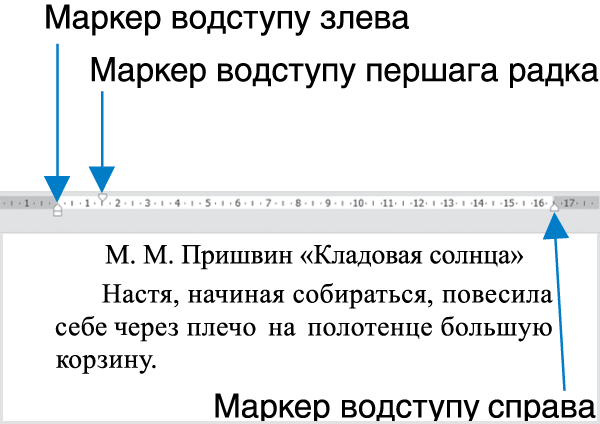 Маркер водступу злева
Маркер водступу першага радка
1 1 2 3 4 5 6 7 8 9 10 11 12 13 14 15 16 17
М. М. Пришвин «Кладовая солнца»
Настя, начиная собираться, повесила
себе через плечо на полотенце большую
корзину.
Маркер водступу справа